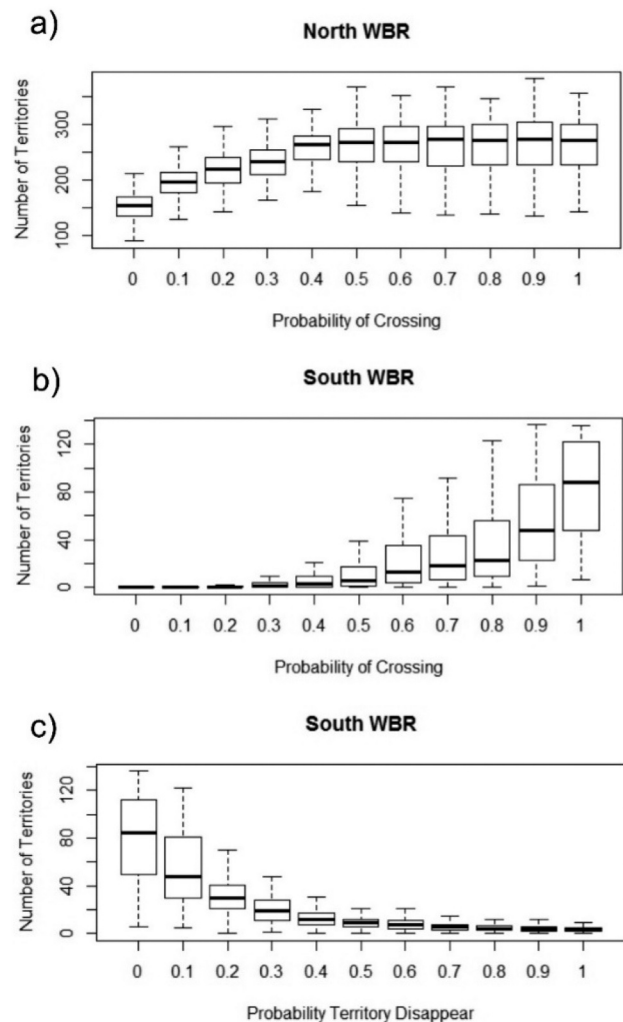 a)
North WBR
Number of Territories
300
200
100
0 0.1 0.2 0.3 0.4 0.5 0.6 0.7 0.8 0.9 1
Probability of Crossing
b)
South WBR
Number of Territories
120
80
40
0
0 0.1 0.2 0.3 0.4 0.5 0.6 0.7 0.8 0.9 1
Probability of Crossing
c)
South WBR
Number of Territories
120
80
40
0
0 0.1 0.2 0.3 0.4 0.5 0.6 0.7 0.8 0.9 1
Probability Territory Disappear